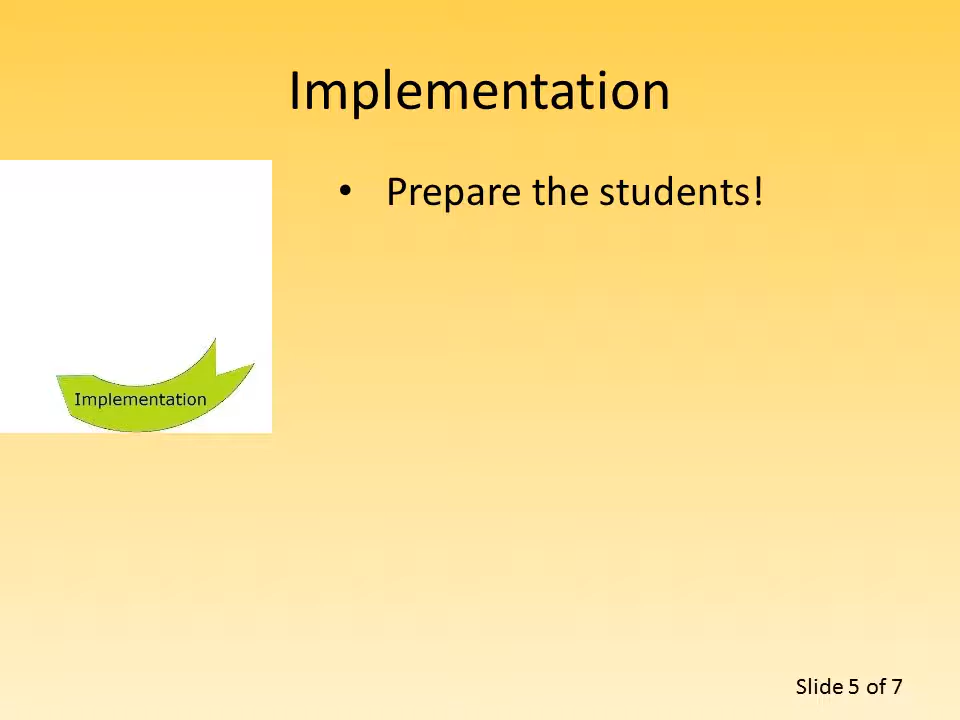 Implementation
• Prepare the students!
Implementation
Slide 5 of 7